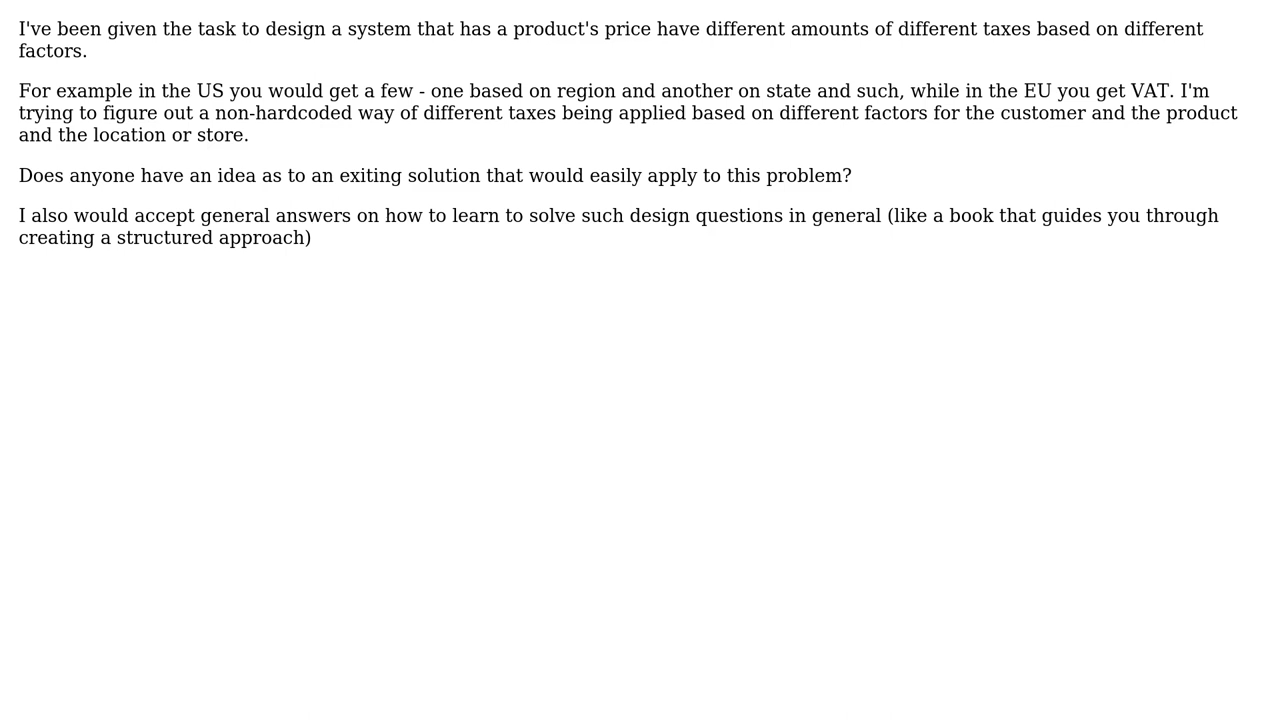 I've been given the task to design a system that has a product's price have different amounts of different taxes based on different
factors.
For example in the US you would get a few - one based on region and another on state and such, while in the EU you get VAT. I'm
trying to figure out a non-hardcoded way of different taxes being applied based on different factors for the customer and the product
and the location or store.
Does anyone have an idea as to an exiting solution that would easily apply to this problem?
I also would accept general answers on how to learn to solve such design questions in general (like a book that guides you through
creating a structured approach)